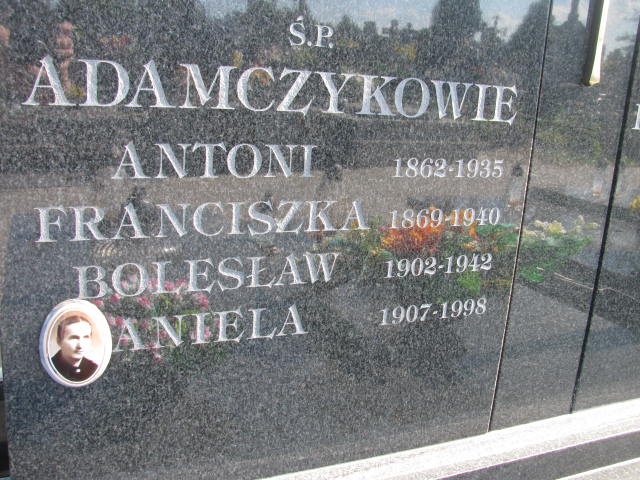 Ś.P.
ADAMCZYKOWIE
ANTONI 1862-1935
FRANCISZKA 1869-1940
BOLESŁAW 1902-1942
ANIELA 1907-1998